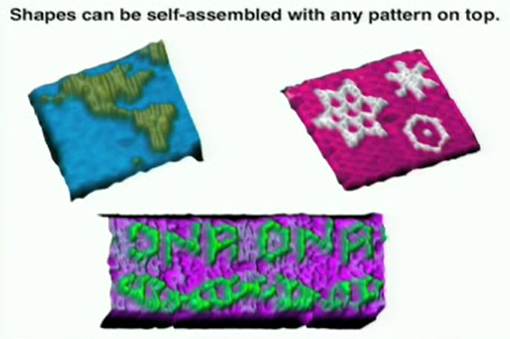 Shapes can be self-assembled with any pattern on top.
DNA DNA